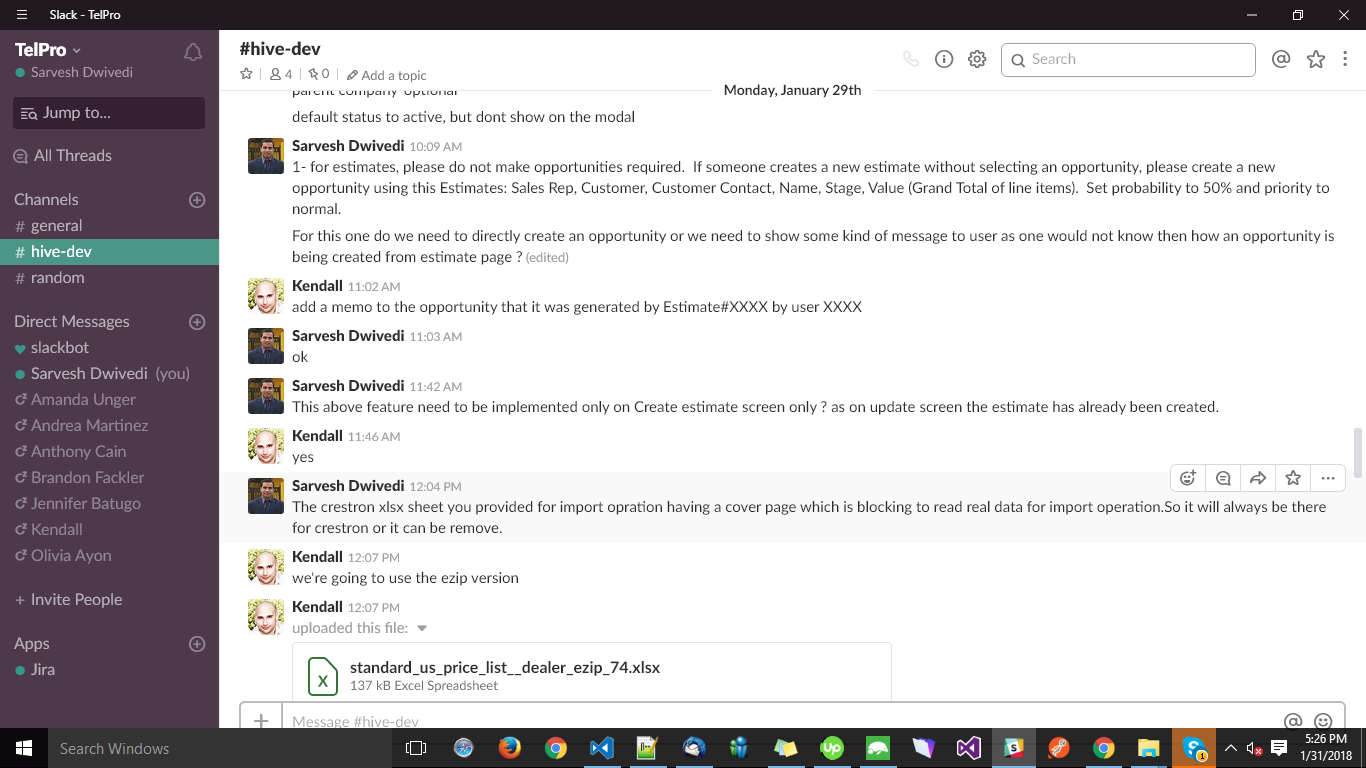 Slack - TelPro
TelPro
Sarvesh Dwivedi
Jump to...
All Threads
Channels
# general
# hive-dev
# random
Direct Messages
slackbot
Sarvesh Dwivedi (you)
Amanda Unger
Andrea Martinez
Anthony Cain
Brandon Fackler
Jennifer Batugo
Kendall
Olivia Ayon
+ Invite People
Apps
Jira
#hive-dev
4
0
Add a topic
Search
Monday, January 29th
parent company optional
default status to active, but dont show on the modal
Sarvesh Dwivedi 10:09 AM
1- for estimates, please do not make opportunities required. If someone creates a new estimate without selecting an opportunity, please create a new
opportunity using this Estimates: Sales Rep, Customer, Customer Contact, Name, Stage, Value (Grand Total of line items). Set probability to 50% and priority to
normal.
For this one do we need to directly create an opportunity or we need to show some kind of message to user as one would not know then how an opportunity is
being created from estimate page ? (edited)
Kendall 11:02 AM
add a memo to the opportunity that it was generated by Estimate#XXXX by user XXXX
Sarvesh Dwivedi 11:03 AM
ok
Sarvesh Dwivedi 11:42 AM
This above feature need to be implemented only on Create estimate screen only ? as on update screen the estimate has already been created.
Kendall 11:46 AM
yes
Sarvesh Dwivedi 12:04 PM
The crestron xlsx sheet you provided for import opration having a cover page which is blocking to read real data for import operation.So it will always be there
for crestron or it can be remove.
Kendall 12:07 PM
we're going to use the ezip version
Kendall 12:07 PM
uploaded this file:
X
standard_us_price_list__dealer_ezip_74.xlsx
137 kB Excel Spreadsheet
Message #hive-dev
Search Windows
up
S
1
5:26 PM
1/31/2018